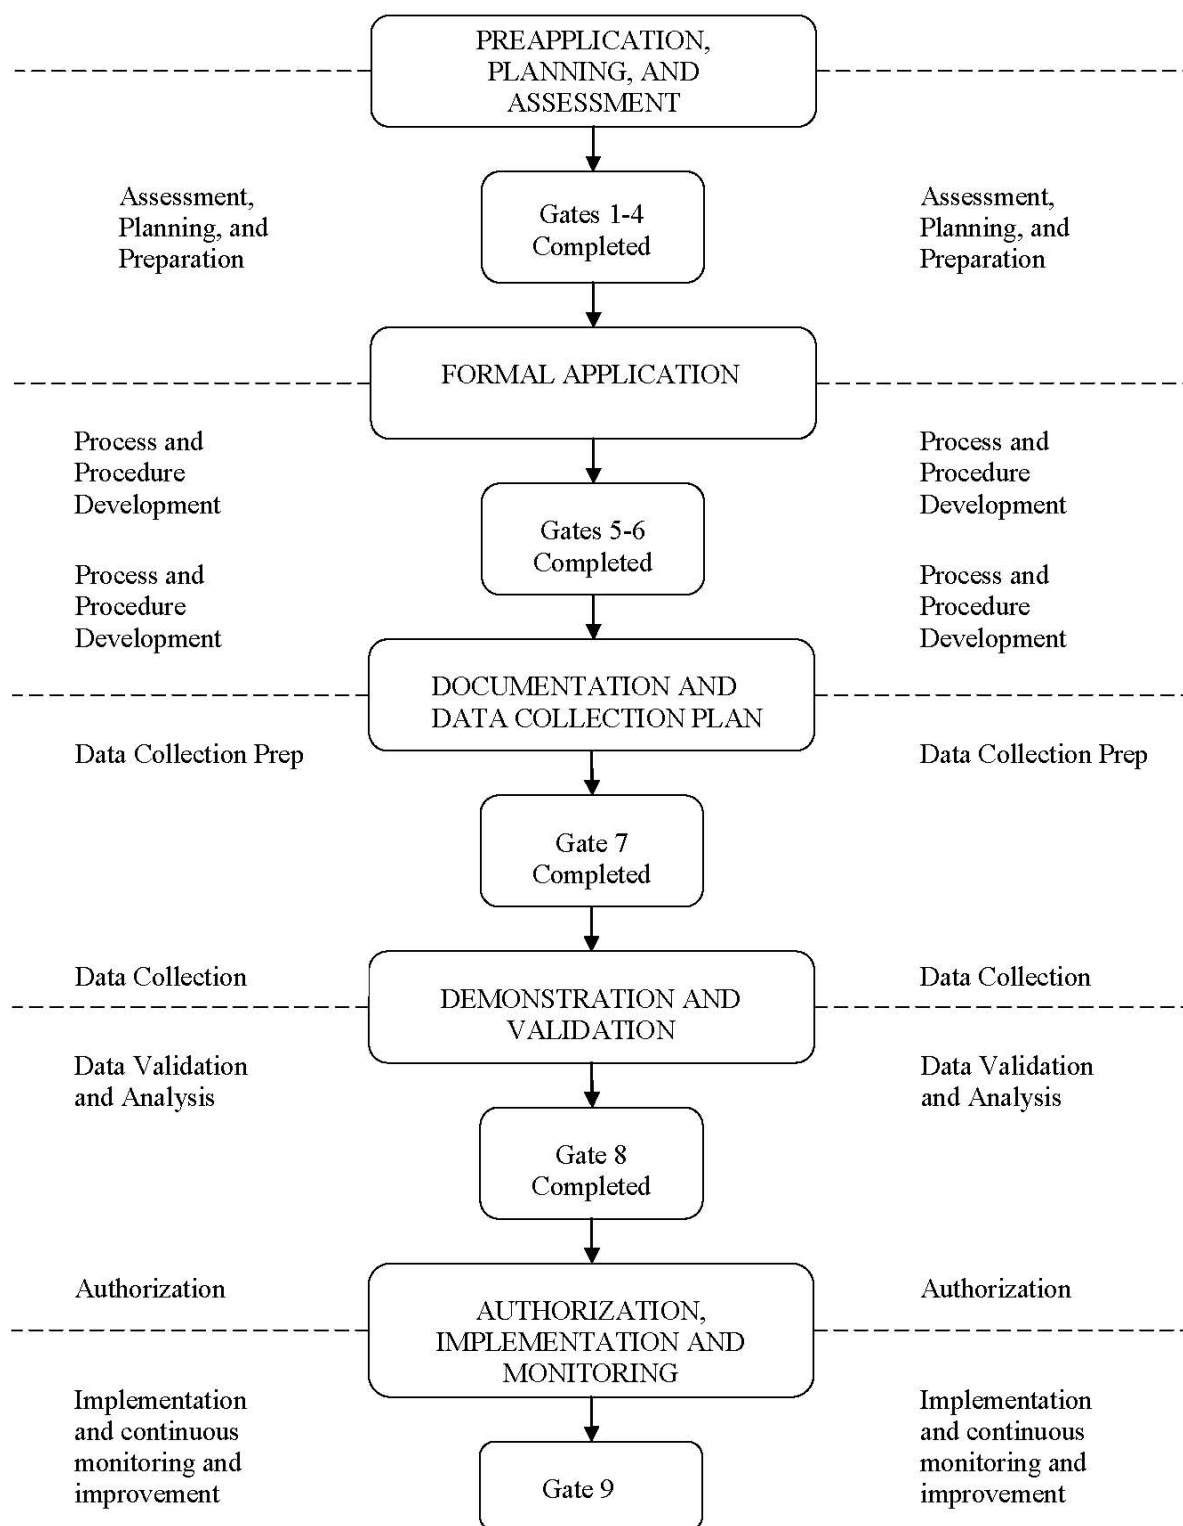 PREAPPLICATION,
PLANNING, AND
ASSESSMENT
Assessment,
Planning, and
Preparation
Gates 1-4
Completed
Assessment,
Planning, and
Preparation
FORMAL APPLICATION
Process and
Procedure
Development
Process and
Procedure
Development
Gates 5-6
Completed
Process and
Procedure
Development
Process and
Procedure
Development
DOCUMENTATION AND
DATA COLLECTION PLAN
Data Collection Prep
Data Collection Prep
Gate 7
Completed
Data Collection
Data Collection
DEMONSTRATION AND
VALIDATION
Data Validation
and Analysis
Data Validation
and Analysis
Gate 8
Completed
Authorization
Authorization
AUTHORIZATION,
IMPLEMENTATION AND
MONITORING
Implementation
and continuous
monitoring and
improvement
Implementation
and continuous
monitoring and
improvement
Gate 9